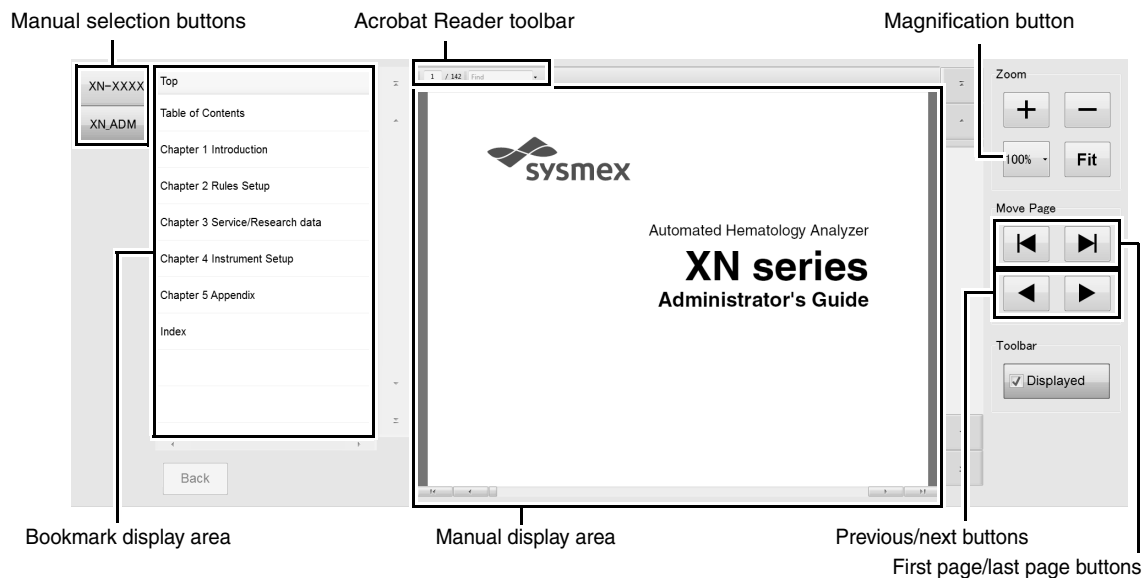 Manual selection buttons
Acrobat Reader toolbar
Magnification button
XN-XXXX
XN_ADM
Top
Table of Contents
Chapter 1 Introduction
Chapter 2 Rules Setup
Chapter 3 Service/Research data
Chapter 4 Instrument Setup
Chapter 5 Appendix
Index
Back
1 / 142 Find
sysmex
Automated Hematology Analyzer
XN series
Administrator's Guide
Zoom
+ −
100% Fit
Move Page
Toolbar
Displayed
Bookmark display area
Manual display area
Previous/next buttons
First page/last page buttons